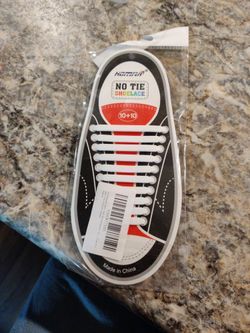 HOMAR
NO TIE
SHOELACE
10+10
Made in China